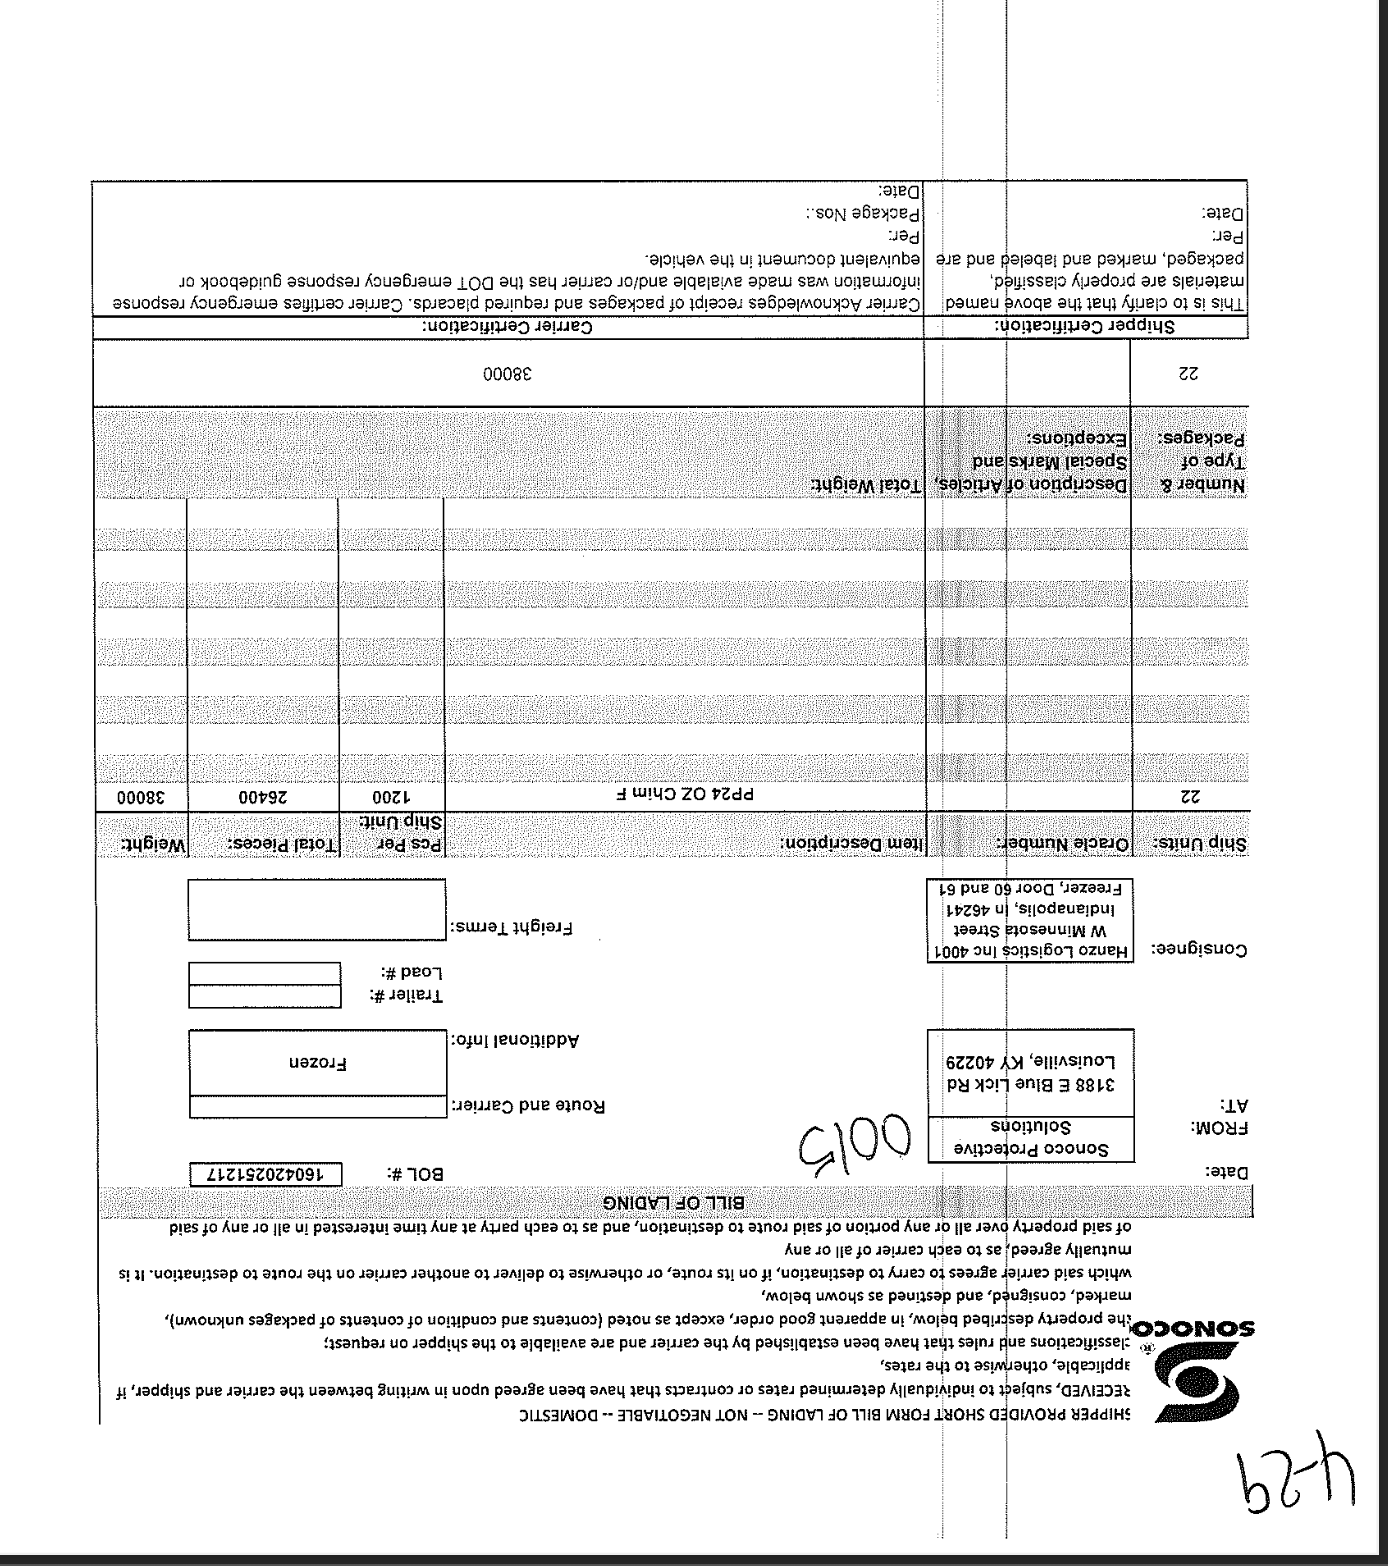 4-29
SONOCO®
SHIPPER PROVIDED SHORT FORM BILL OF LADING -- NOT NEGOTIABLE -- DOMESTIC
RECEIVED, subject to individually determined rates or contracts that have been agreed upon in writing between the carrier and shipper, if
applicable, otherwise to the rates,
classifications and rules that have been established by the carrier and are available to the shipper on request;
the property described below, in apparent good order, except as noted (contents and condition of contents of packages unknown),
marked, consigned, and destined as shown below,
which said carrier agrees to carry to destination, if on its route, or otherwise to deliver to another carrier on the route to destination. It is
mutually agreed, as to each carrier of all or any
of said property over all or any portion of said route to destination, and as to each party at any time interested in all or any of said
BILL OF LADING
Date:
BOL #: 160420251217
0015
FROM: Sonoco Protective
Solutions
AT: 3188 E Blue Lick Rd
Louisville, KY 40229
Route and Carrier:
Additional Info: Frozen
Trailer #:
Load #:
Consignee: Hanzo Logistics Inc 4001
W Minnesota Street
Indianapolis, In 46241
Freezer, Door 60 and 61
Freight Terms:
Ship Units: Oracle Number: Item Description: Pcs Per Ship Unit: Total Pieces: Weight:
22 PP24 OZ Chim F 1200 26400 38000
Number & Type of Packages: Description of Articles, Special Marks and Exceptions: Total Weight:
22 38000
Shipper Certification:
This is to clarify that the above named
materials are properly classified,
packaged, marked and labeled and are
Per:
Date:
Carrier Certification:
Carrier Acknowledges receipt of packages and required placards. Carrier certifies emergency response
information was made avialable and/or carrier has the DOT emergency response guidebook or
equivalent document in the vehicle.
Per:
Package Nos.:
Date: